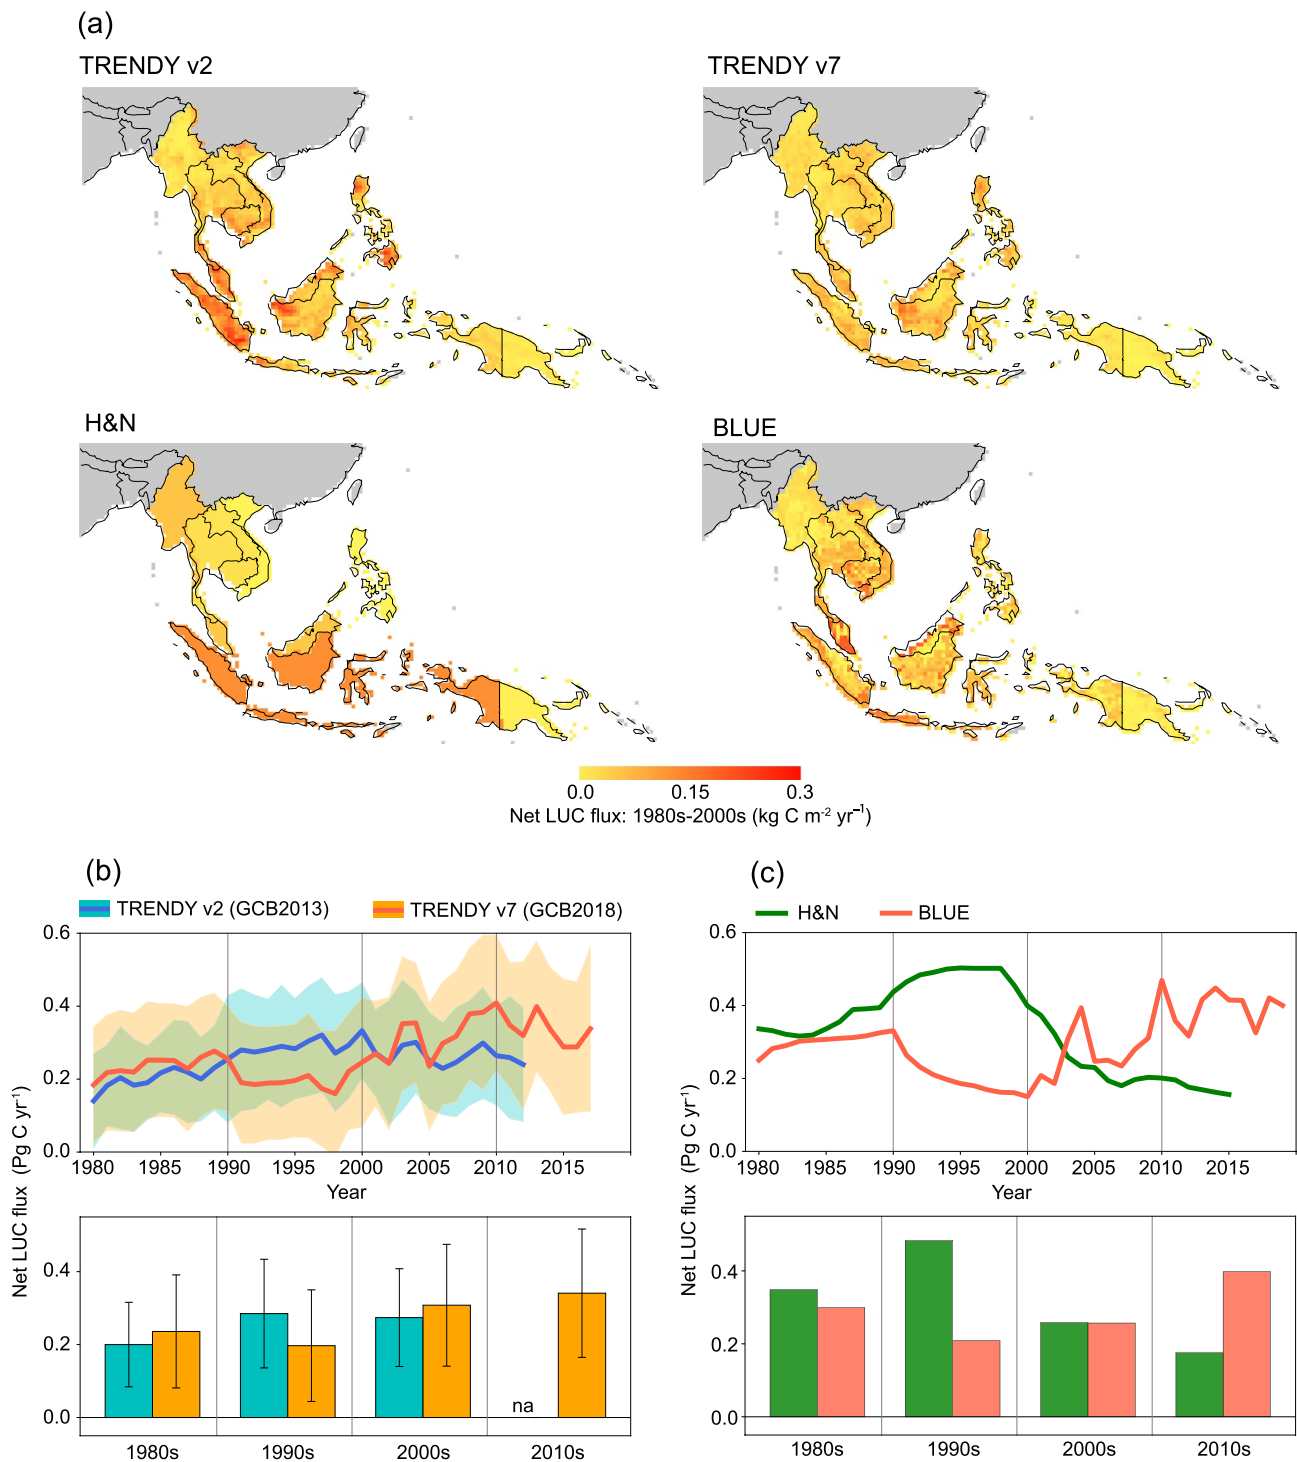 (a)
TRENDY v2
TRENDY v7
H&N
BLUE
0.0 0.15 0.3
Net LUC flux: 1980s-2000s (kg C m⁻² yr⁻¹)
(b)
TRENDY v2 (GCB2013) TRENDY v7 (GCB2018)
Net LUC flux (Pg C yr⁻¹)
0.6
0.4
0.2
0.0
1980 1985 1990 1995 2000 2005 2010 2015
Year
0.4
0.2
0.0
na
1980s 1990s 2000s 2010s
(c)
H&N BLUE
Net LUC flux (Pg C yr⁻¹)
0.6
0.4
0.2
0.0
1980 1985 1990 1995 2000 2005 2010 2015
Year
0.4
0.2
0.0
1980s 1990s 2000s 2010s